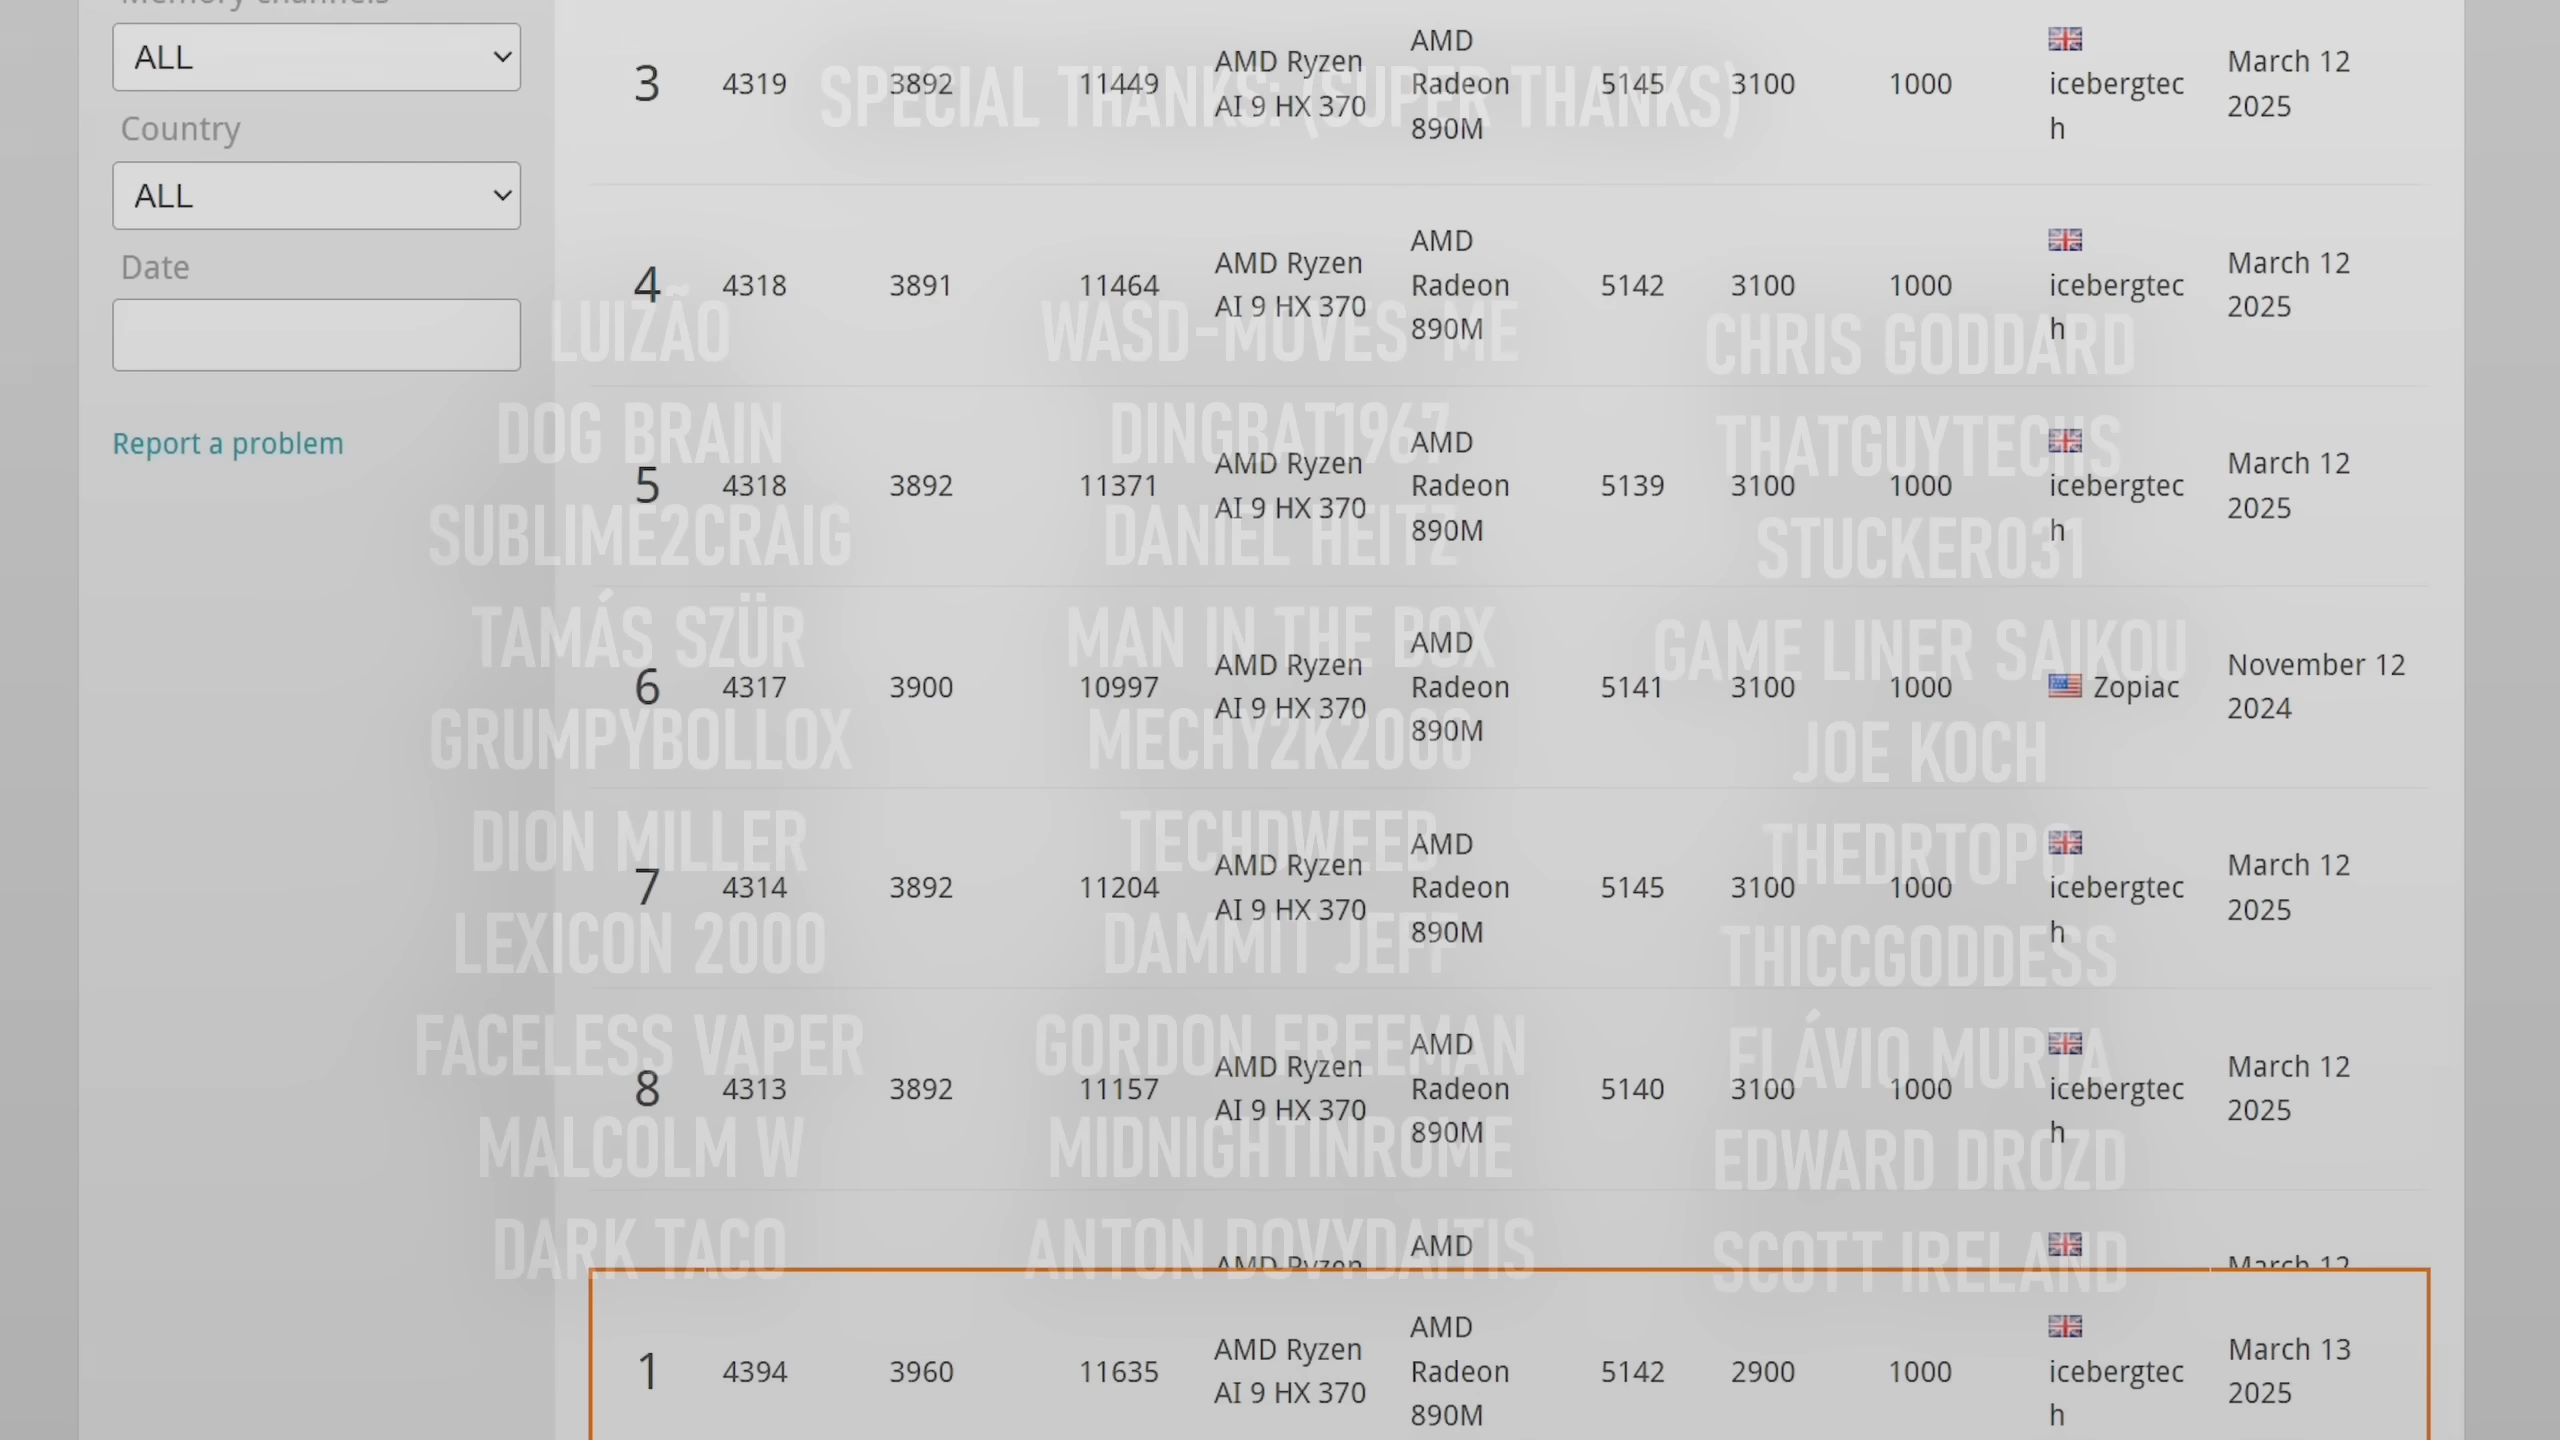 Memory channels
ALL
Country
ALL
Date
Report a problem
SPECIAL THANKS: (SUPER THANKS)
LUIZÃO
DOG BRAIN
SUBLIME2CRAIG
TAMÁS SZÜR
GRUMPYBOLLOX
DION MILLER
LEXICON 2000
FACELESS VAPER
MALCOLM W
DARK TACO
WASD-MOVES-ME
DINGBAT1967
DANIEL HEITZ
MAN IN THE BOX
MECHY2K2000
TECHDWEED
DAMMIT JEFF
GORDON FREEMAN
MIDNIGHTINROME
ANTON DOVYDAITIS
CHRIS GODDARD
THATGUYTECHS
STUCKER031
GAME LINER SAIKOU
JOE KOCH
THEDRTOPO
THICCGODDESS
FLÁVIO MURTA
EDWARD DROZD
SCOTT IRELAND
3 4319 3892 11449 AMD Ryzen AI 9 HX 370 AMD Radeon 890M 5145 3100 1000 icebergtech March 12 2025
4 4318 3891 11464 AMD Ryzen AI 9 HX 370 AMD Radeon 890M 5142 3100 1000 icebergtech March 12 2025
5 4318 3892 11371 AMD Ryzen AI 9 HX 370 AMD Radeon 890M 5139 3100 1000 icebergtech March 12 2025
6 4317 3900 10997 AMD Ryzen AI 9 HX 370 AMD Radeon 890M 5141 3100 1000 Zopiac November 12 2024
7 4314 3892 11204 AMD Ryzen AI 9 HX 370 AMD Radeon 890M 5145 3100 1000 icebergtech March 12 2025
8 4313 3892 11157 AMD Ryzen AI 9 HX 370 AMD Radeon 890M 5140 3100 1000 icebergtech March 12 2025
AMD Ryzen AMD March 12
1 4394 3960 11635 AMD Ryzen AI 9 HX 370 AMD Radeon 890M 5142 2900 1000 icebergtech March 13 2025